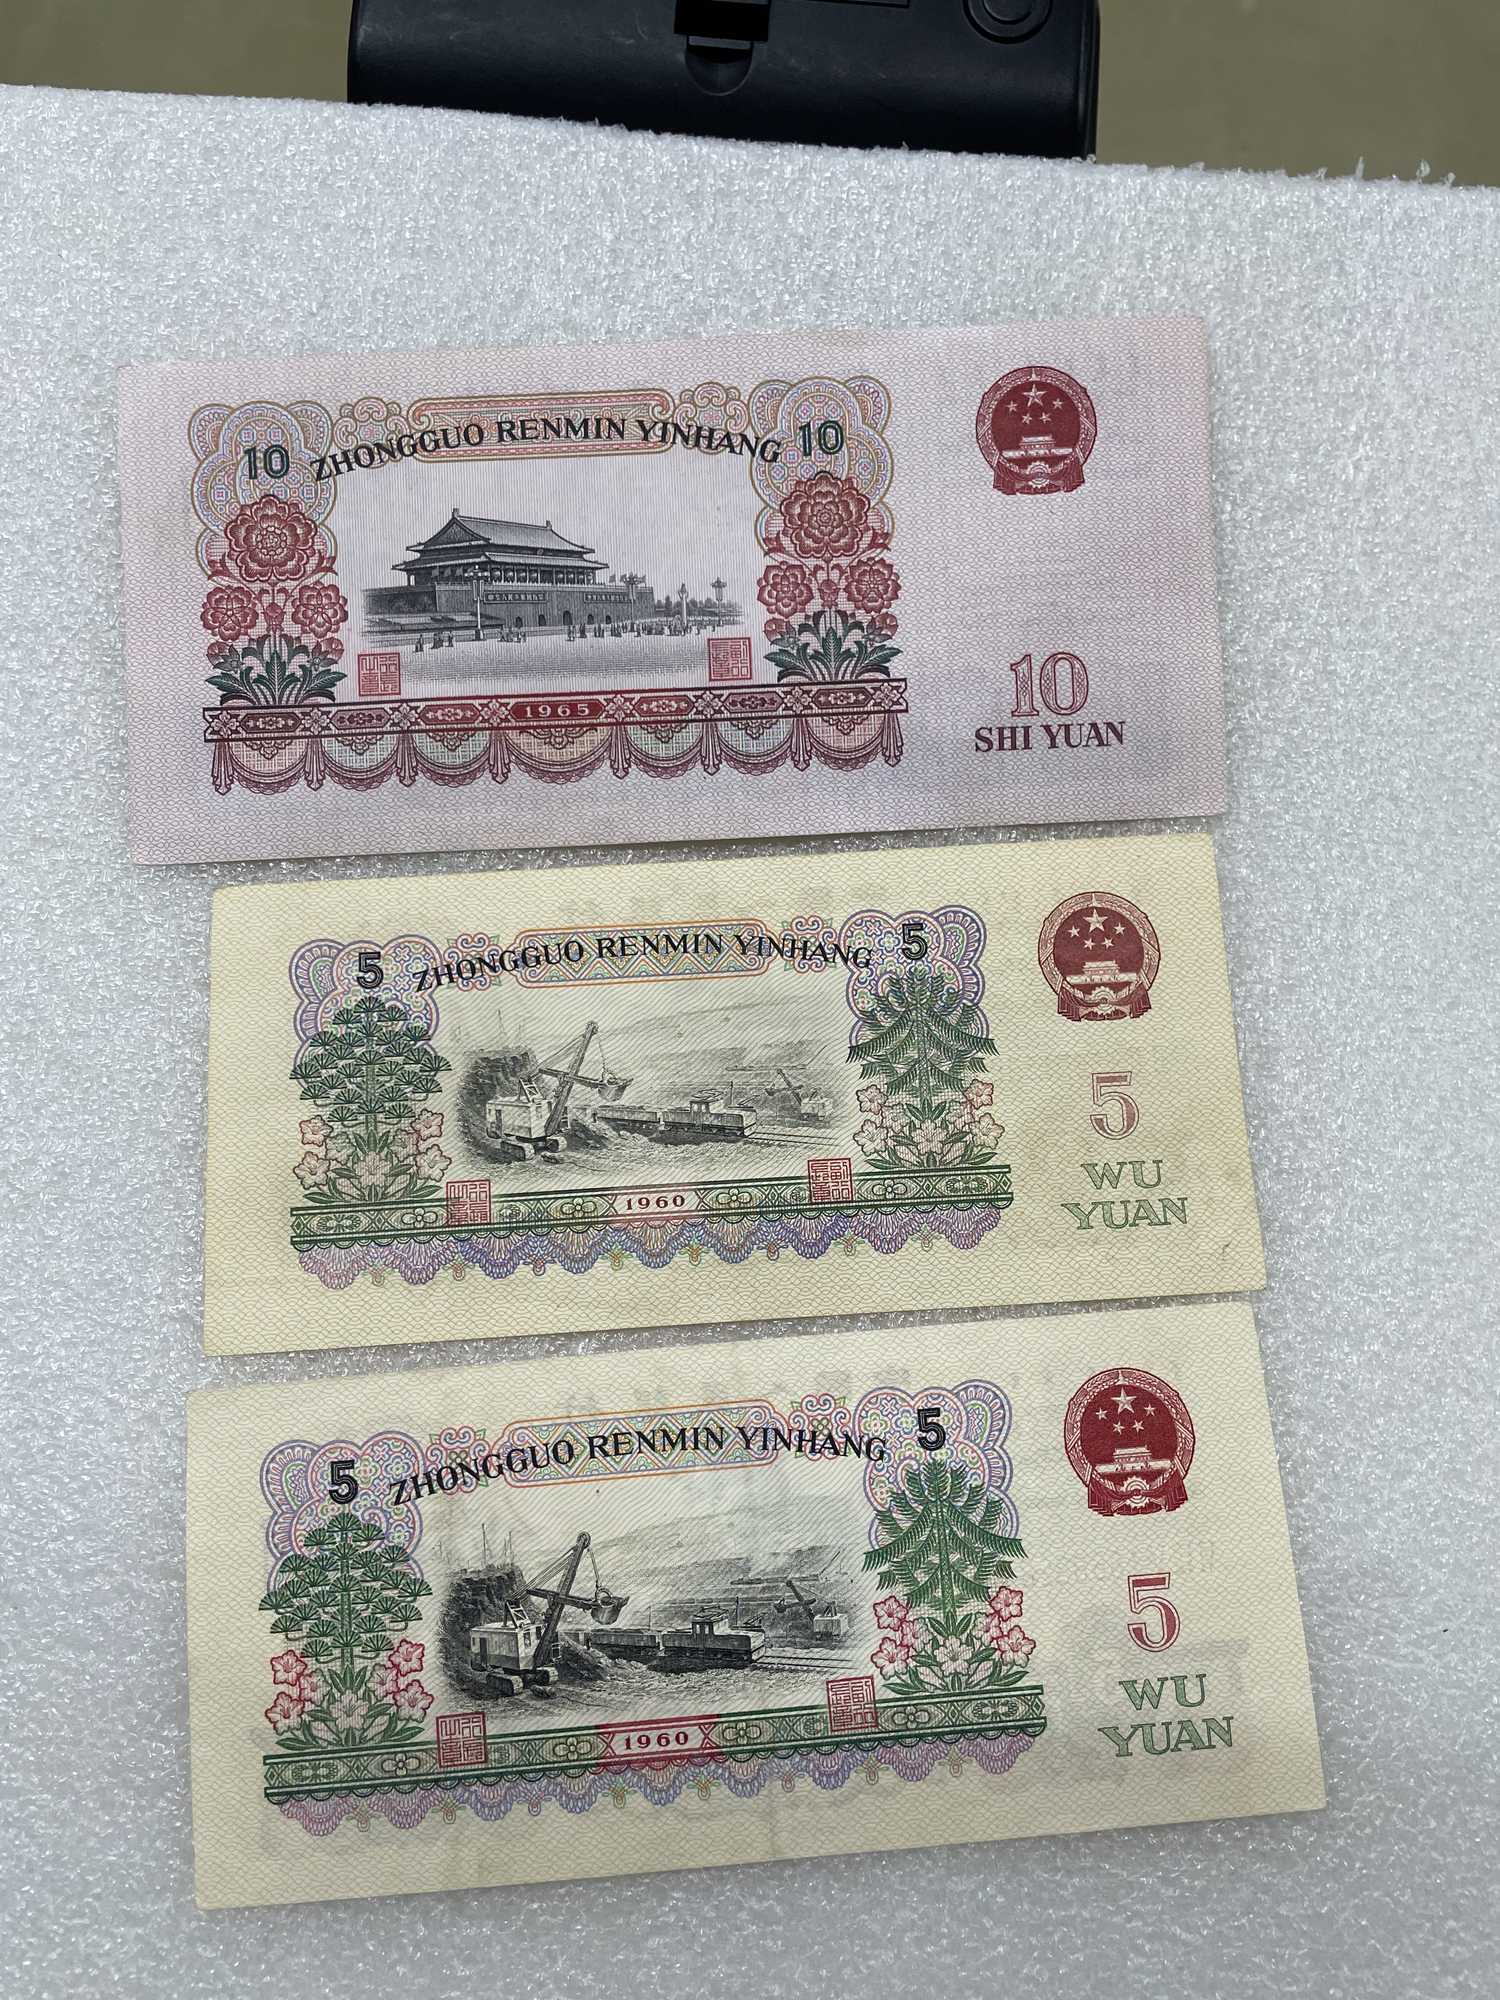 10 ZHONGGUO RENMIN YINHANG 10
1965
10
SHI YUAN
5 ZHONGGUO RENMIN YINHANG 5
1960
5
WU
YUAN
5 ZHONGGUO RENMIN YINHANG 5
1960
5
WU
YUAN